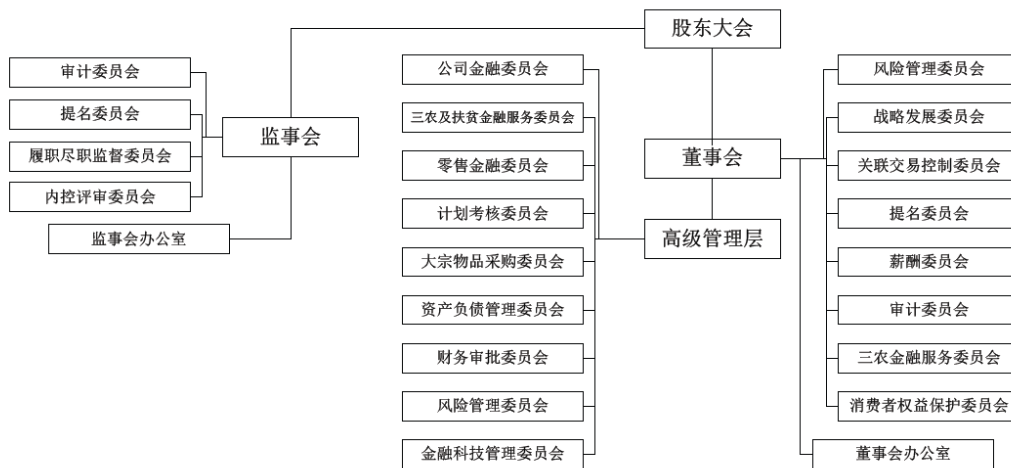 股东大会
审计委员会
提名委员会
履职尽职监督委员会
内控评审委员会
监事会
监事会办公室
公司金融委员会
三农及扶贫金融服务委员会
零售金融委员会
计划考核委员会
大宗物品采购委员会
资产负债管理委员会
财务审批委员会
风险管理委员会
金融科技管理委员会
董事会
高级管理层
风险管理委员会
战略发展委员会
关联交易控制委员会
提名委员会
薪酬委员会
审计委员会
三农金融服务委员会
消费者权益保护委员会
董事会办公室